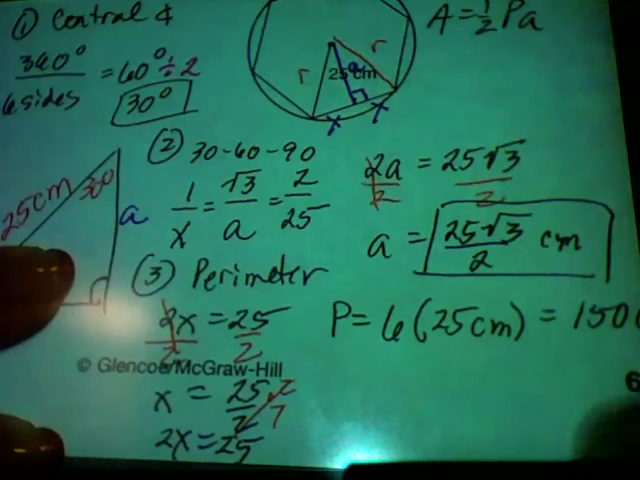 ① Central ∠
A = 1/2 Pa
360° / 6 sides = 60° ÷ 2
30°
r r
25 cm
a
x x
② 30-60-90
1/x = √3/a = 2/25
2a/2 = 25√3/2
a = 25√3/2 cm
25cm 30° a
③ Perimeter
2x/2 = 25/2
P = 6(25cm) = 150
© Glencoe/McGraw-Hill
6
x = 25/2
2x = 25